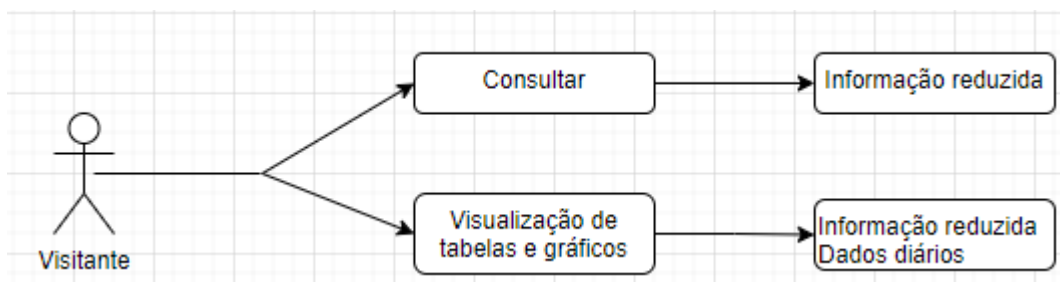 Consultar
Informação reduzida
Visitante
Visualização de
tabelas e gráficos
Informação reduzida
Dados diários